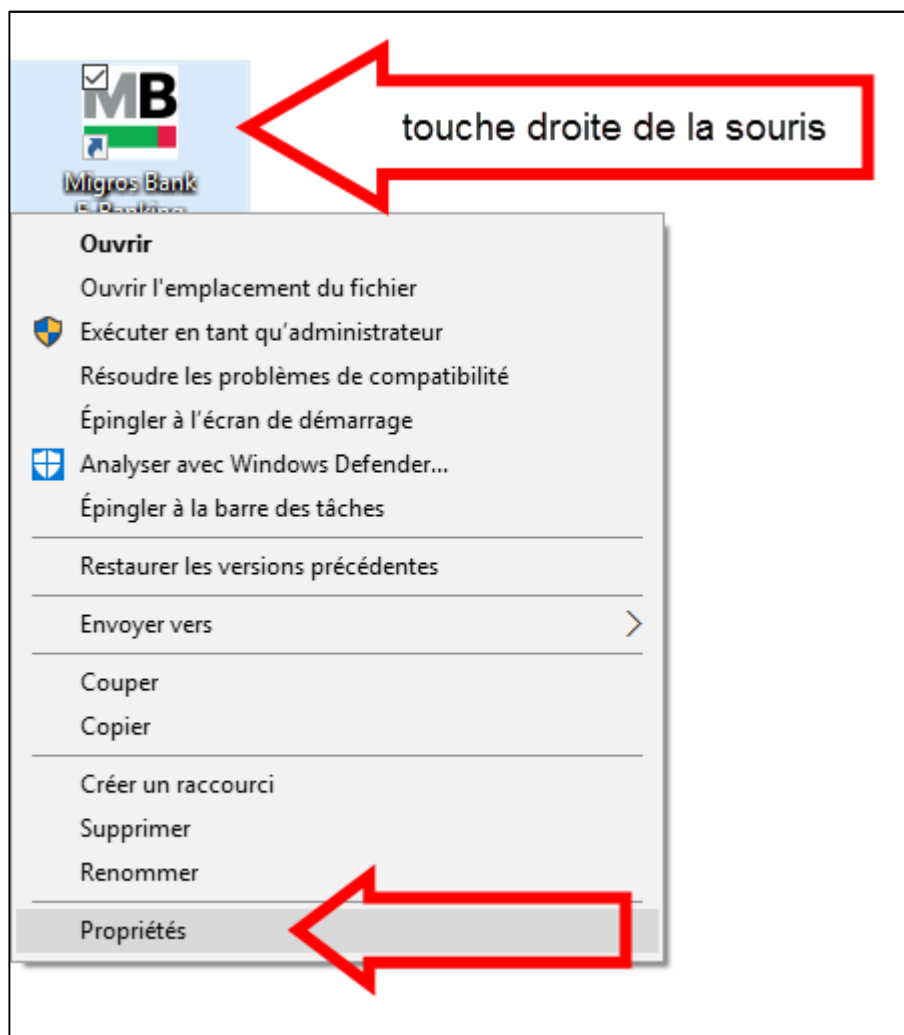 MB
touche droite de la souris
Migros Bank
E-Banking
Ouvrir
Ouvrir l'emplacement du fichier
Exécuter en tant qu'administrateur
Résoudre les problèmes de compatibilité
Épingler à l'écran de démarrage
Analyser avec Windows Defender...
Épingler à la barre des tâches
Restaurer les versions précédentes
Envoyer vers
Couper
Copier
Créer un raccourci
Supprimer
Renommer
Propriétés